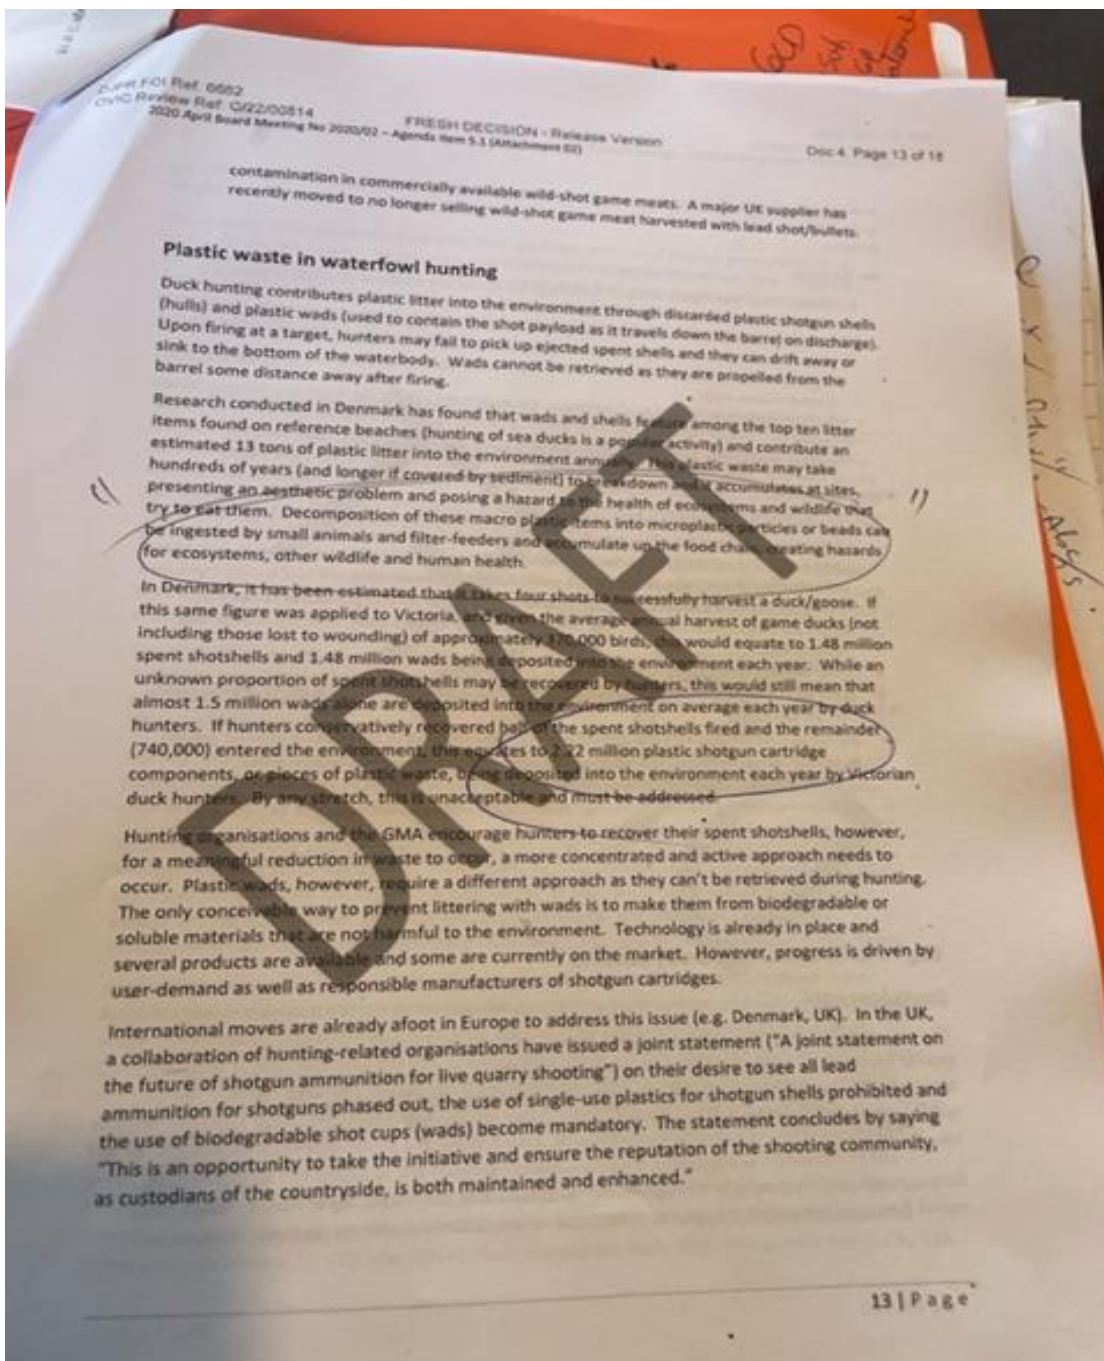 FOI Ref. 6662
OVIC Review Ref. C/22/00814
FRESH DECISION - Release Version
2020 April Board Meeting No 2020/02 – Agenda Item 5.1 (Attachment 02)
Doc 4. Page 13 of 18
contamination in commercially available wild-shot game meats. A major UK supplier has
recently moved to no longer selling wild-shot game meat harvested with lead shot/bullets.
Plastic waste in waterfowl hunting
Duck hunting contributes plastic litter into the environment through discarded plastic shotgun shells
(hulls) and plastic wads (used to contain the shot payload as it travels down the barrel on discharge).
Upon firing at a target, hunters may fail to pick up ejected spent shells and they can drift away or
sink to the bottom of the waterbody. Wads cannot be retrieved as they are propelled from the
barrel some distance away after firing.
Research conducted in Denmark has found that wads and shells feature among the top ten litter
items found on reference beaches (hunting of sea ducks is a popular activity) and contribute an
estimated 13 tons of plastic litter into the environment annually. This plastic waste may take
hundreds of years (and longer if covered by sediment) to breakdown and it accumulates at sites,
presenting an aesthetic problem and posing a hazard to the health of ecosystems and wildlife that
try to eat them. Decomposition of these macro plastic items into microplastic particles or beads can
be ingested by small animals and filter-feeders and accumulate up the food chain, creating hazards
for ecosystems, other wildlife and human health.
In Denmark, it has been estimated that it takes four shots to successfully harvest a duck/goose. If
this same figure was applied to Victoria, and given the average annual harvest of game ducks (not
including those lost to wounding) of approximately 370,000 birds, this would equate to 1.48 million
spent shotshells and 1.48 million wads being deposited into the environment each year. While an
unknown proportion of spent shotshells may be recovered by hunters, this would still mean that
almost 1.5 million wads alone are deposited into the environment on average each year by duck
hunters. If hunters conservatively recovered half of the spent shotshells fired and the remainder
(740,000) entered the environment, this equates to 2.22 million plastic shotgun cartridge
components, or pieces of plastic waste, being deposited into the environment each year by Victorian
duck hunters. By any stretch, this is unacceptable and must be addressed.
Hunting organisations and the GMA encourage hunters to recover their spent shotshells, however,
for a meaningful reduction in waste to occur, a more concentrated and active approach needs to
occur. Plastic wads, however, require a different approach as they can't be retrieved during hunting.
The only conceivable way to prevent littering with wads is to make them from biodegradable or
soluble materials that are not harmful to the environment. Technology is already in place and
several products are available and some are currently on the market. However, progress is driven by
user-demand as well as responsible manufacturers of shotgun cartridges.
International moves are already afoot in Europe to address this issue (e.g. Denmark, UK). In the UK,
a collaboration of hunting-related organisations have issued a joint statement ("A joint statement on
the future of shotgun ammunition for live quarry shooting") on their desire to see all lead
ammunition for shotguns phased out, the use of single-use plastics for shotgun shells prohibited and
the use of biodegradable shot cups (wads) become mandatory. The statement concludes by saying
"This is an opportunity to take the initiative and ensure the reputation of the shooting community,
as custodians of the countryside, is both maintained and enhanced."
13 | Page
DRAFT